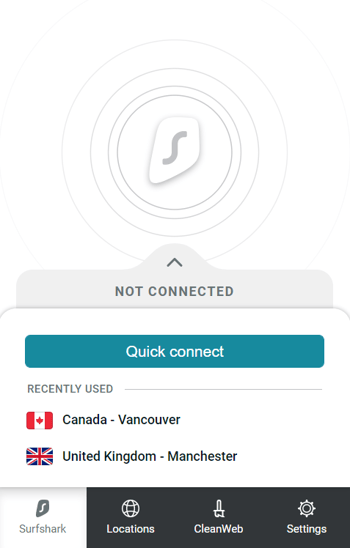 NOT CONNECTED
Quick connect
RECENTLY USED
Canada - Vancouver
United Kingdom - Manchester
Surfshark
Locations
CleanWeb
Settings